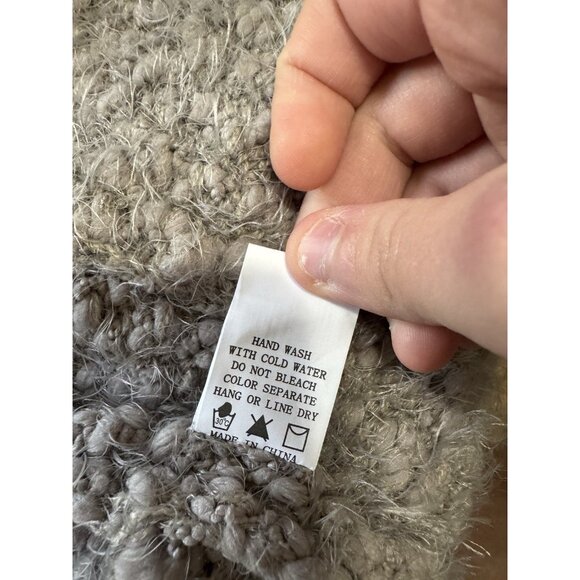 HAND WASH
WITH COLD WATER
DO NOT BLEACH
COLOR SEPARATE
HANG OR LINE DRY
30°C
MADE IN CHINA